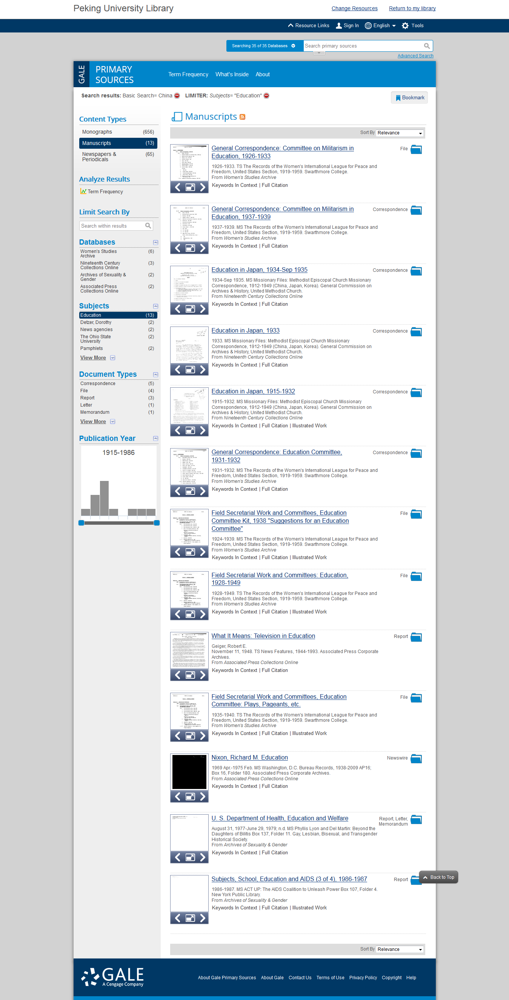 Peking University Library
Change Resources
Return to my library
Resource Links
Sign In
English
Tools
Searching 35 of 35 Databases
Search primary sources
Advanced Search
GALE
PRIMARY
SOURCES
Term Frequency
What's Inside
About
Search results: Basic Search= China
LIMITER: Subjects= "Education"
Bookmark
Content Types
Monographs (656)
Manuscripts (13)
Newspapers & (65)
Periodicals
Analyze Results
Term Frequency
Limit Search By
Search within results
Databases
Women's Studies (6)
Archive
Nineteenth Century (3)
Collections Online
Archives of Sexuality & (2)
Gender
Associated Press (2)
Collections Online
Subjects
Education (13)
Detzer, Dorothy (2)
News agencies (2)
The Ohio State (2)
University
Pamphlets (2)
View More
Document Types
Correspondence (5)
File (4)
Report (3)
Letter (1)
Memorandum (1)
View More
Publication Year
1915-1986
Manuscripts
Sort By Relevance
General Correspondence: Committee on Militarism in
Education, 1926-1933
File
1926-1933. TS The Records of the Women's International League for Peace and
Freedom, United States Section, 1919-1959. Swarthmore College.
From Women's Studies Archive
Keywords In Context | Full Citation
General Correspondence: Committee on Militarism in
Education, 1937-1939
Correspondence
1937-1939. MS The Records of the Women's International League for Peace and
Freedom, United States Section, 1919-1959. Swarthmore College.
From Women's Studies Archive
Keywords In Context | Full Citation
Education in Japan, 1934-Sep 1935
Correspondence
1934-Sep 1935. MS Missionary Files: Methodist Episcopal Church Missionary
Correspondence, 1912-1949 (China, Japan, Korea). General Commission on
Archives & History, United Methodist Church.
From Nineteenth Century Collections Online
Keywords In Context | Full Citation
Education in Japan, 1933
Correspondence
1933. MS Missionary Files: Methodist Episcopal Church Missionary
Correspondence, 1912-1949 (China, Japan, Korea). General Commission on
Archives & History, United Methodist Church.
From Nineteenth Century Collections Online
Keywords In Context | Full Citation
Education in Japan, 1915-1932
Correspondence
1915-1932. MS Missionary Files: Methodist Episcopal Church Missionary
Correspondence, 1912-1949 (China, Japan, Korea). General Commission on
Archives & History, United Methodist Church.
From Nineteenth Century Collections Online
Keywords In Context | Full Citation | Illustrated Work
General Correspondence: Education Committee,
1931-1932
Correspondence
1931-1932. MS The Records of the Women's International League for Peace and
Freedom, United States Section, 1919-1959. Swarthmore College.
From Women's Studies Archive
Keywords In Context | Full Citation
Field Secretarial Work and Committees, Education
Committee Kit, 1938 "Suggestions for an Education
Committee"
File
1924-1939. MS The Records of the Women's International League for Peace and
Freedom, United States Section, 1919-1959. Swarthmore College.
From Women's Studies Archive
Keywords In Context | Full Citation | Illustrated Work
Field Secretarial Work and Committees: Education,
1928-1949
File
1928-1949. TS The Records of the Women's International League for Peace and
Freedom, United States Section, 1919-1959. Swarthmore College.
From Women's Studies Archive
Keywords In Context | Full Citation | Illustrated Work
What It Means: Television in Education
Report
Geiger, Robert E.
November 11, 1948. TS News Features, 1944-1993. Associated Press Corporate
Archives.
From Associated Press Collections Online
Keywords In Context | Full Citation
Field Secretarial Work and Committees, Education
Committee: Plays, Pageants, etc.
File
1935-1940. TS The Records of the Women's International League for Peace and
Freedom, United States Section, 1919-1959. Swarthmore College.
From Women's Studies Archive
Keywords In Context | Full Citation | Illustrated Work
Nixon, Richard M. Education
Newswire
1969 Apr.-1975 Feb. MS Washington, D.C. Bureau Records, 1938-2009 AP16;
Box 16, Folder 180. Associated Press Corporate Archives.
From Associated Press Collections Online
Keywords In Context | Full Citation
U. S. Department of Health, Education and Welfare
Report, Letter,
Memorandum
August 31, 1977-June 29, 1979; n.d. MS Phyllis Lyon and Del Martin: Beyond the
Daughters of Bilitis Box 137, Folder 11. Gay, Lesbian, Bisexual, and Transgender
Historical Society.
From Archives of Sexuality & Gender
Keywords In Context | Full Citation
Subjects, School, Education and AIDS (3 of 4), 1986-1987
Report
Back to Top
1986-1987. MS ACT UP: The AIDS Coalition to Unleash Power Box 107, Folder 4.
New York Public Library.
From Archives of Sexuality & Gender
Keywords In Context | Full Citation | Illustrated Work
Sort By Relevance
GALE
A Cengage Company
About Gale Primary Sources
About Gale
Contact Us
Terms of Use
Privacy Policy
Copyright
Help